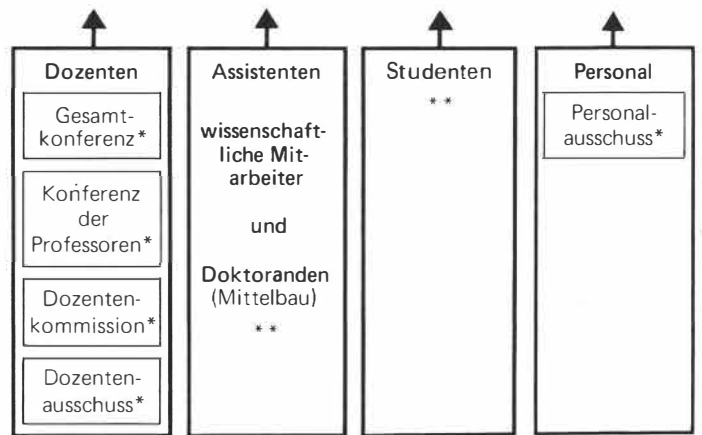 Dozenten
Gesamt-
konferenz*
Konferenz
der
Professoren*
Dozenten-
kommission*
Dozenten-
ausschuss*
Assistenten
wissenschaft-
liche Mit-
arbeiter
und
Doktoranden
(Mittelbau)
**
Studenten
**
Personal
Personal-
ausschuss*